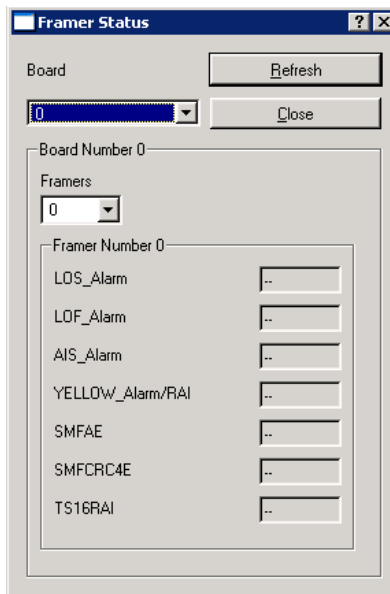 Framer Status
Board
Refresh
0
Close
Board Number 0
Framers
0
Framer Number 0
LOS_Alarm --
LOF_Alarm --
AIS_Alarm --
YELLOW_Alarm/RAI --
SMFAE --
SMFCRC4E --
TS16RAI --